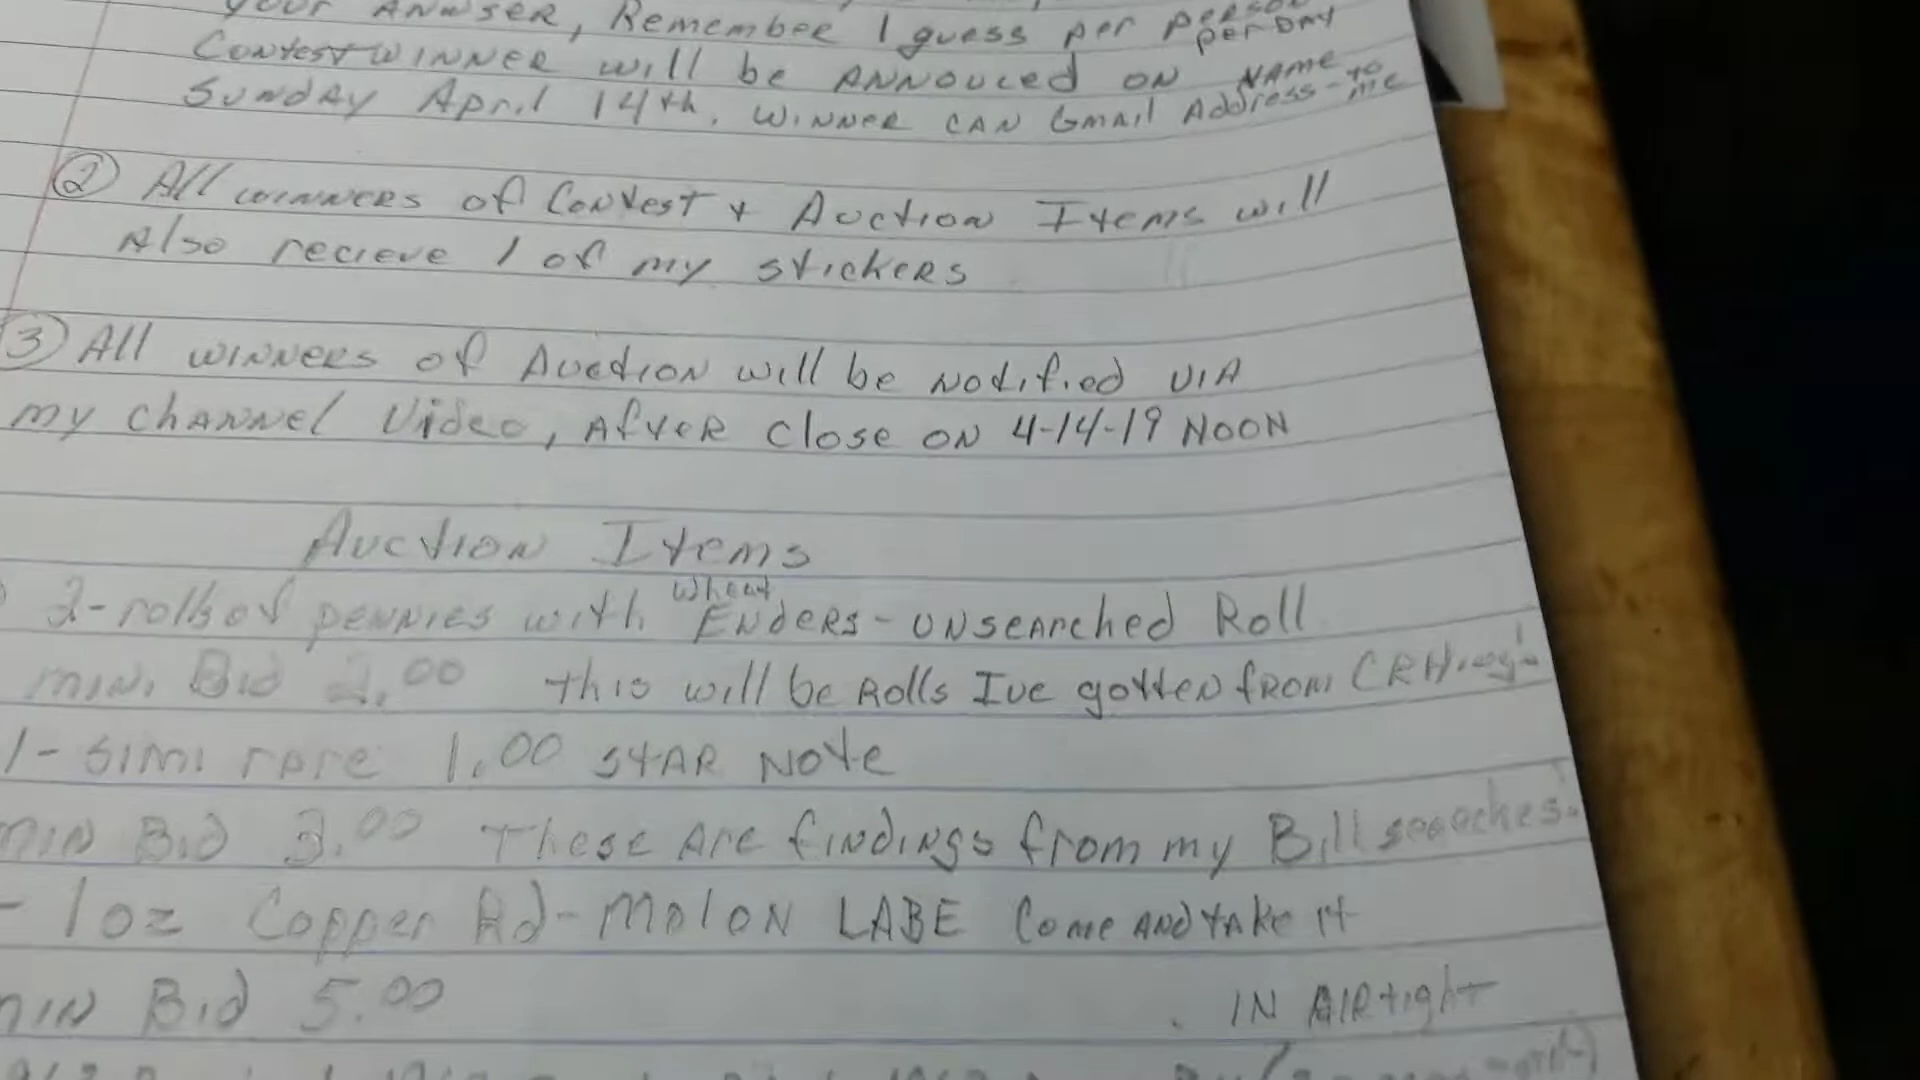 your Anwser, Remember 1 guess per person
per DAY
Contest WINNER will be ANNOUCED ON NAME
Sunday April 14th. WINNER CAN Gmail Address - to me
② All winners of Contest + Auction Items will
Also recieve 1 of my stickers
③ All winners of Auction will be notified VIA
my channel Video, After close on 4-14-19 NOON
Auction Items
2-rolls of pennies with Wheat Enders - unsearched Roll
min. Bid 2.00 this will be Rolls Ive gotten from
1- simi rare 1.00 STAR Note
min Bid 3.00 These Are findings from my Bill seaches.
- 1oz Copper Rd - MOLON LABE Come AND take it
min Bid 5.00 IN AIRtight